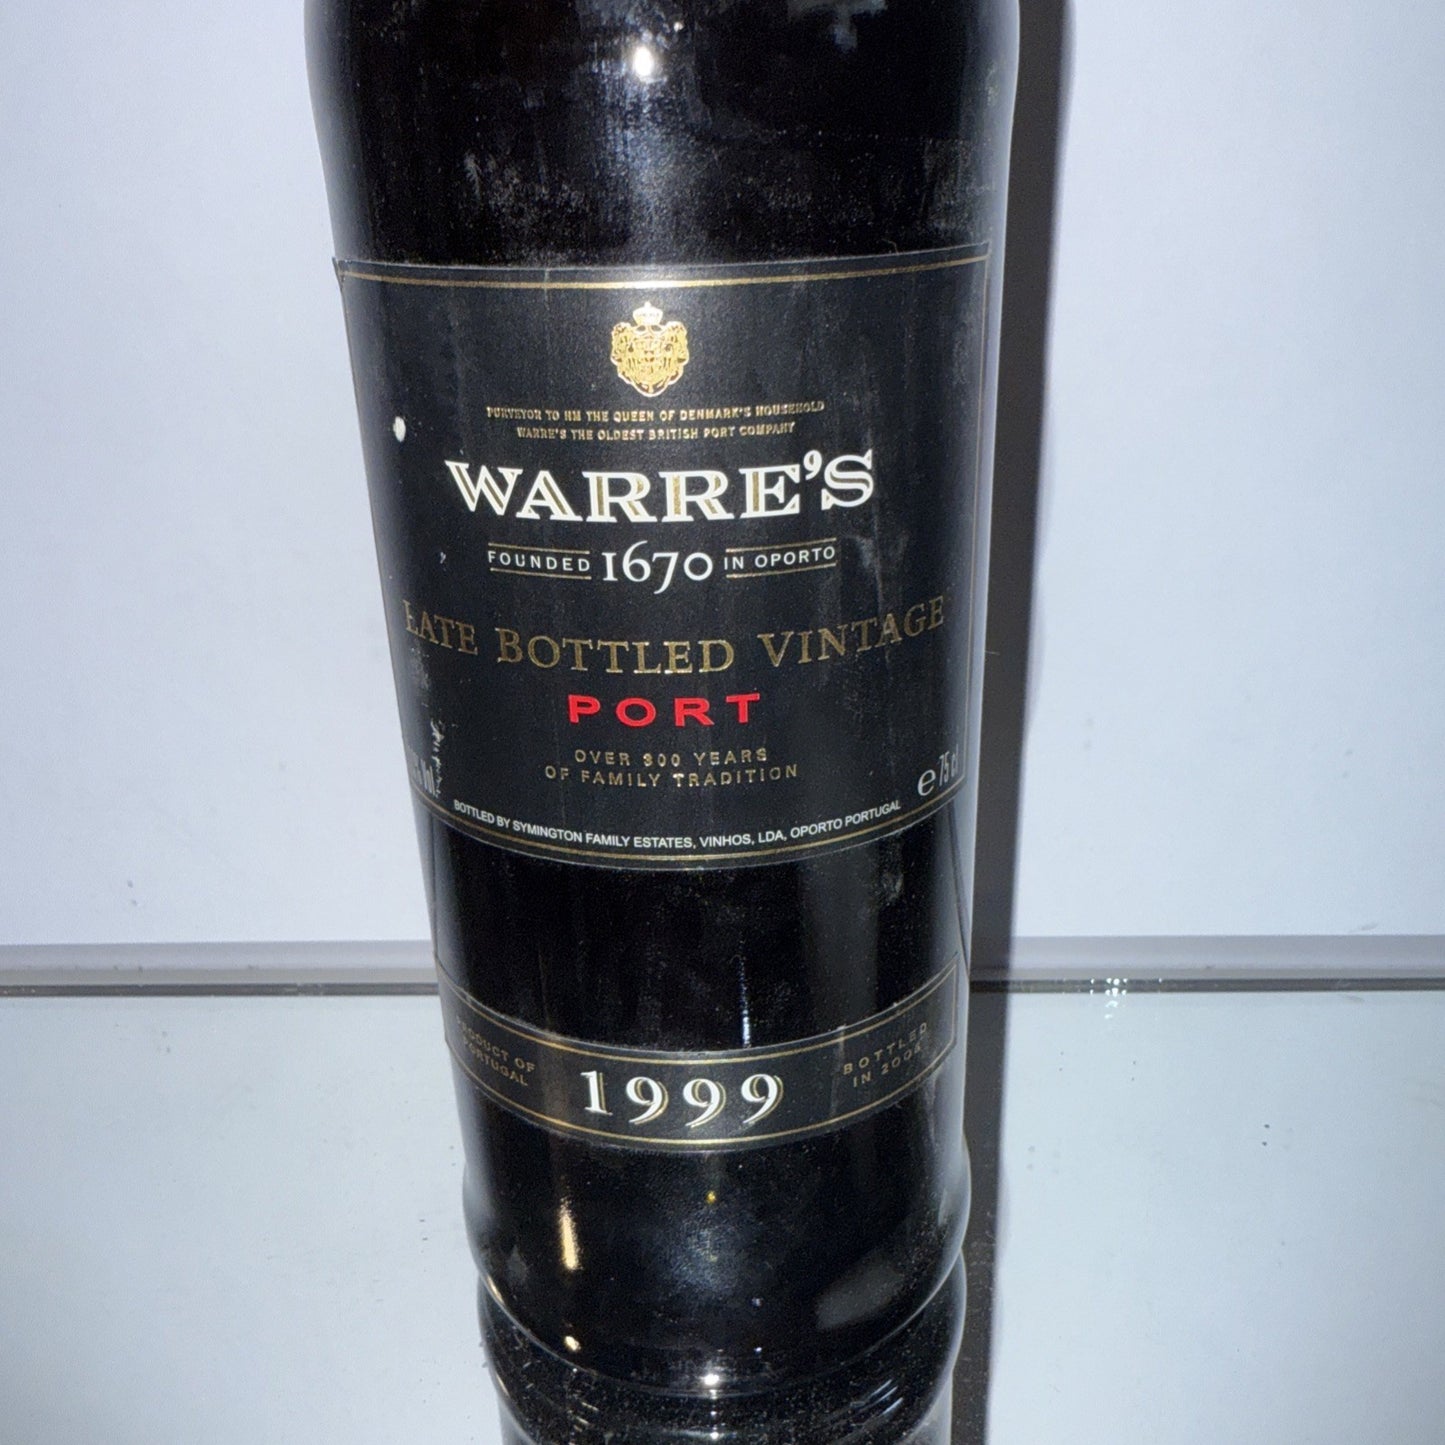 PURVEYOR TO HM THE QUEEN OF DENMARK'S HOUSEHOLD
WARRE'S THE OLDEST BRITISH PORT COMPANY
WARRE'S
FOUNDED 1670 IN OPORTO
LATE BOTTLED VINTAGE
PORT
OVER 300 YEARS
OF FAMILY TRADITION
Vol. e 75 cl
BOTTLED BY SYMINGTON FAMILY ESTATES, VINHOS, LDA, OPORTO PORTUGAL
PRODUCT OF
PORTUGAL
1999
BOTTLED
IN